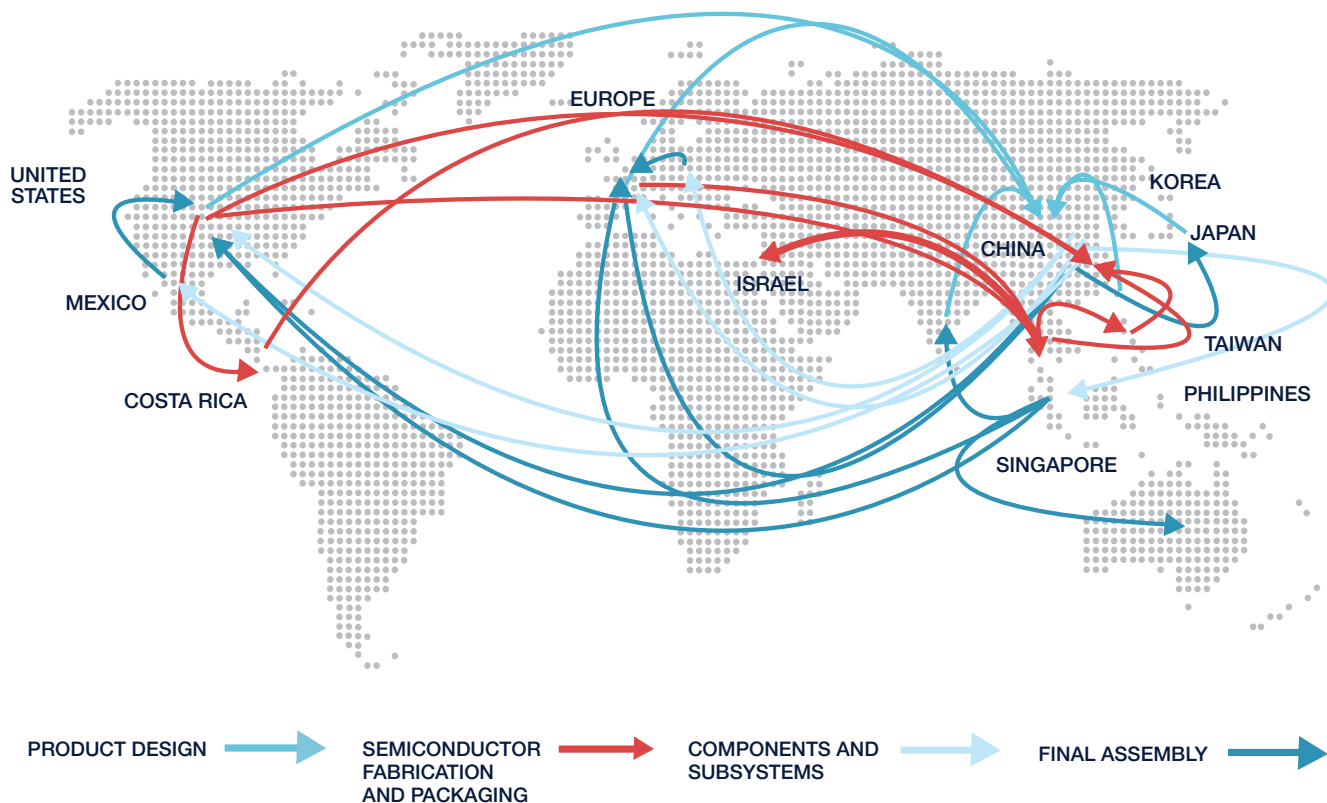 EUROPE
UNITED
STATES
KOREA
JAPAN
CHINA
ISRAEL
MEXICO
TAIWAN
COSTA RICA
PHILIPPINES
SINGAPORE
PRODUCT DESIGN
SEMICONDUCTOR
FABRICATION
AND PACKAGING
COMPONENTS AND
SUBSYSTEMS
FINAL ASSEMBLY